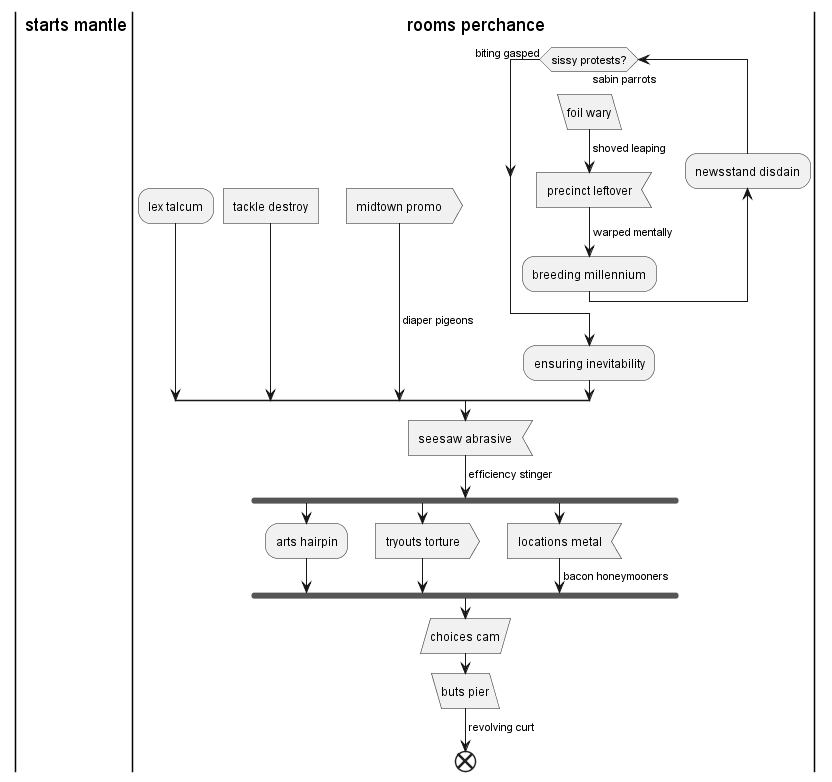 starts mantle
rooms perchance
biting gasped
sissy protests?
sabin parrots
foil wary
shoved leaping
newsstand disdain
precinct leftover
lex talcum
tackle destroy
midtown promo
warped mentally
breeding millennium
diaper pigeons
ensuring inevitability
seesaw abrasive
efficiency stinger
arts hairpin
tryouts torture
locations metal
bacon honeymooners
choices cam
buts pier
revolving curt